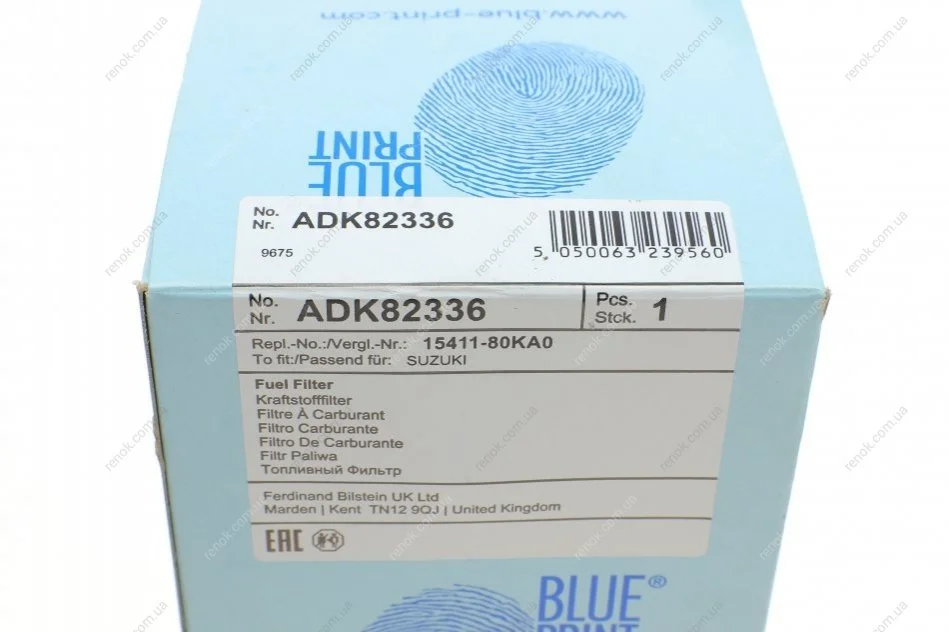 www.blue-print.com
BLUE
PRINT
No.
Nr. ADK82336
9675
5 050063 239560
No.
Nr. ADK82336
Pcs.
Stck. 1
Repl.-No.:/Vergl.-Nr.: 15411-80KA0
To fit:/Passend für: SUZUKI
Fuel Filter
Kraftstofffilter
Filtre À Carburant
Filtro Carburante
Filtro De Carburante
Filtr Paliwa
Топливный Фильтр
Ferdinand Bilstein UK Ltd
Marden | Kent TN12 9QJ | United Kingdom
EAC
BLUE®
PRINT
renok.com.ua